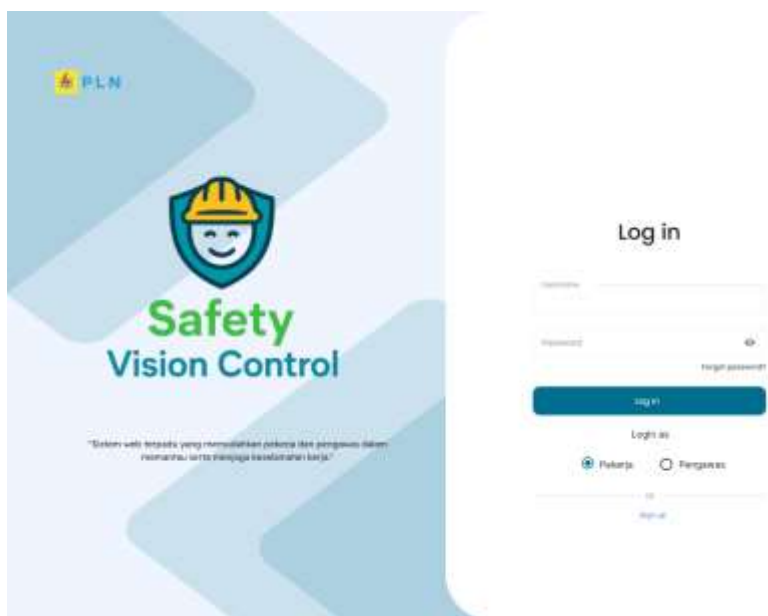 PLN
Safety
Vision Control
"Sistem web terpadu yang memudahkan pekerja dan pengawas dalam
memantau serta menjaga keselamatan kerja."
Log in
Username
Password
Forgot password?
Log in
Login as
Pekerja
Pengawas
Sign up